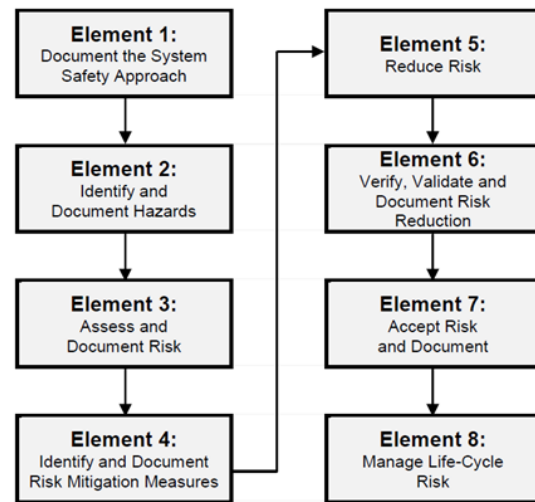 Element 1:
Document the System
Safety Approach
Element 2:
Identify and
Document Hazards
Element 3:
Assess and
Document Risk
Element 4:
Identify and Document
Risk Mitigation Measures
Element 5:
Reduce Risk
Element 6:
Verify, Validate and
Document Risk
Reduction
Element 7:
Accept Risk
and Document
Element 8:
Manage Life-Cycle
Risk